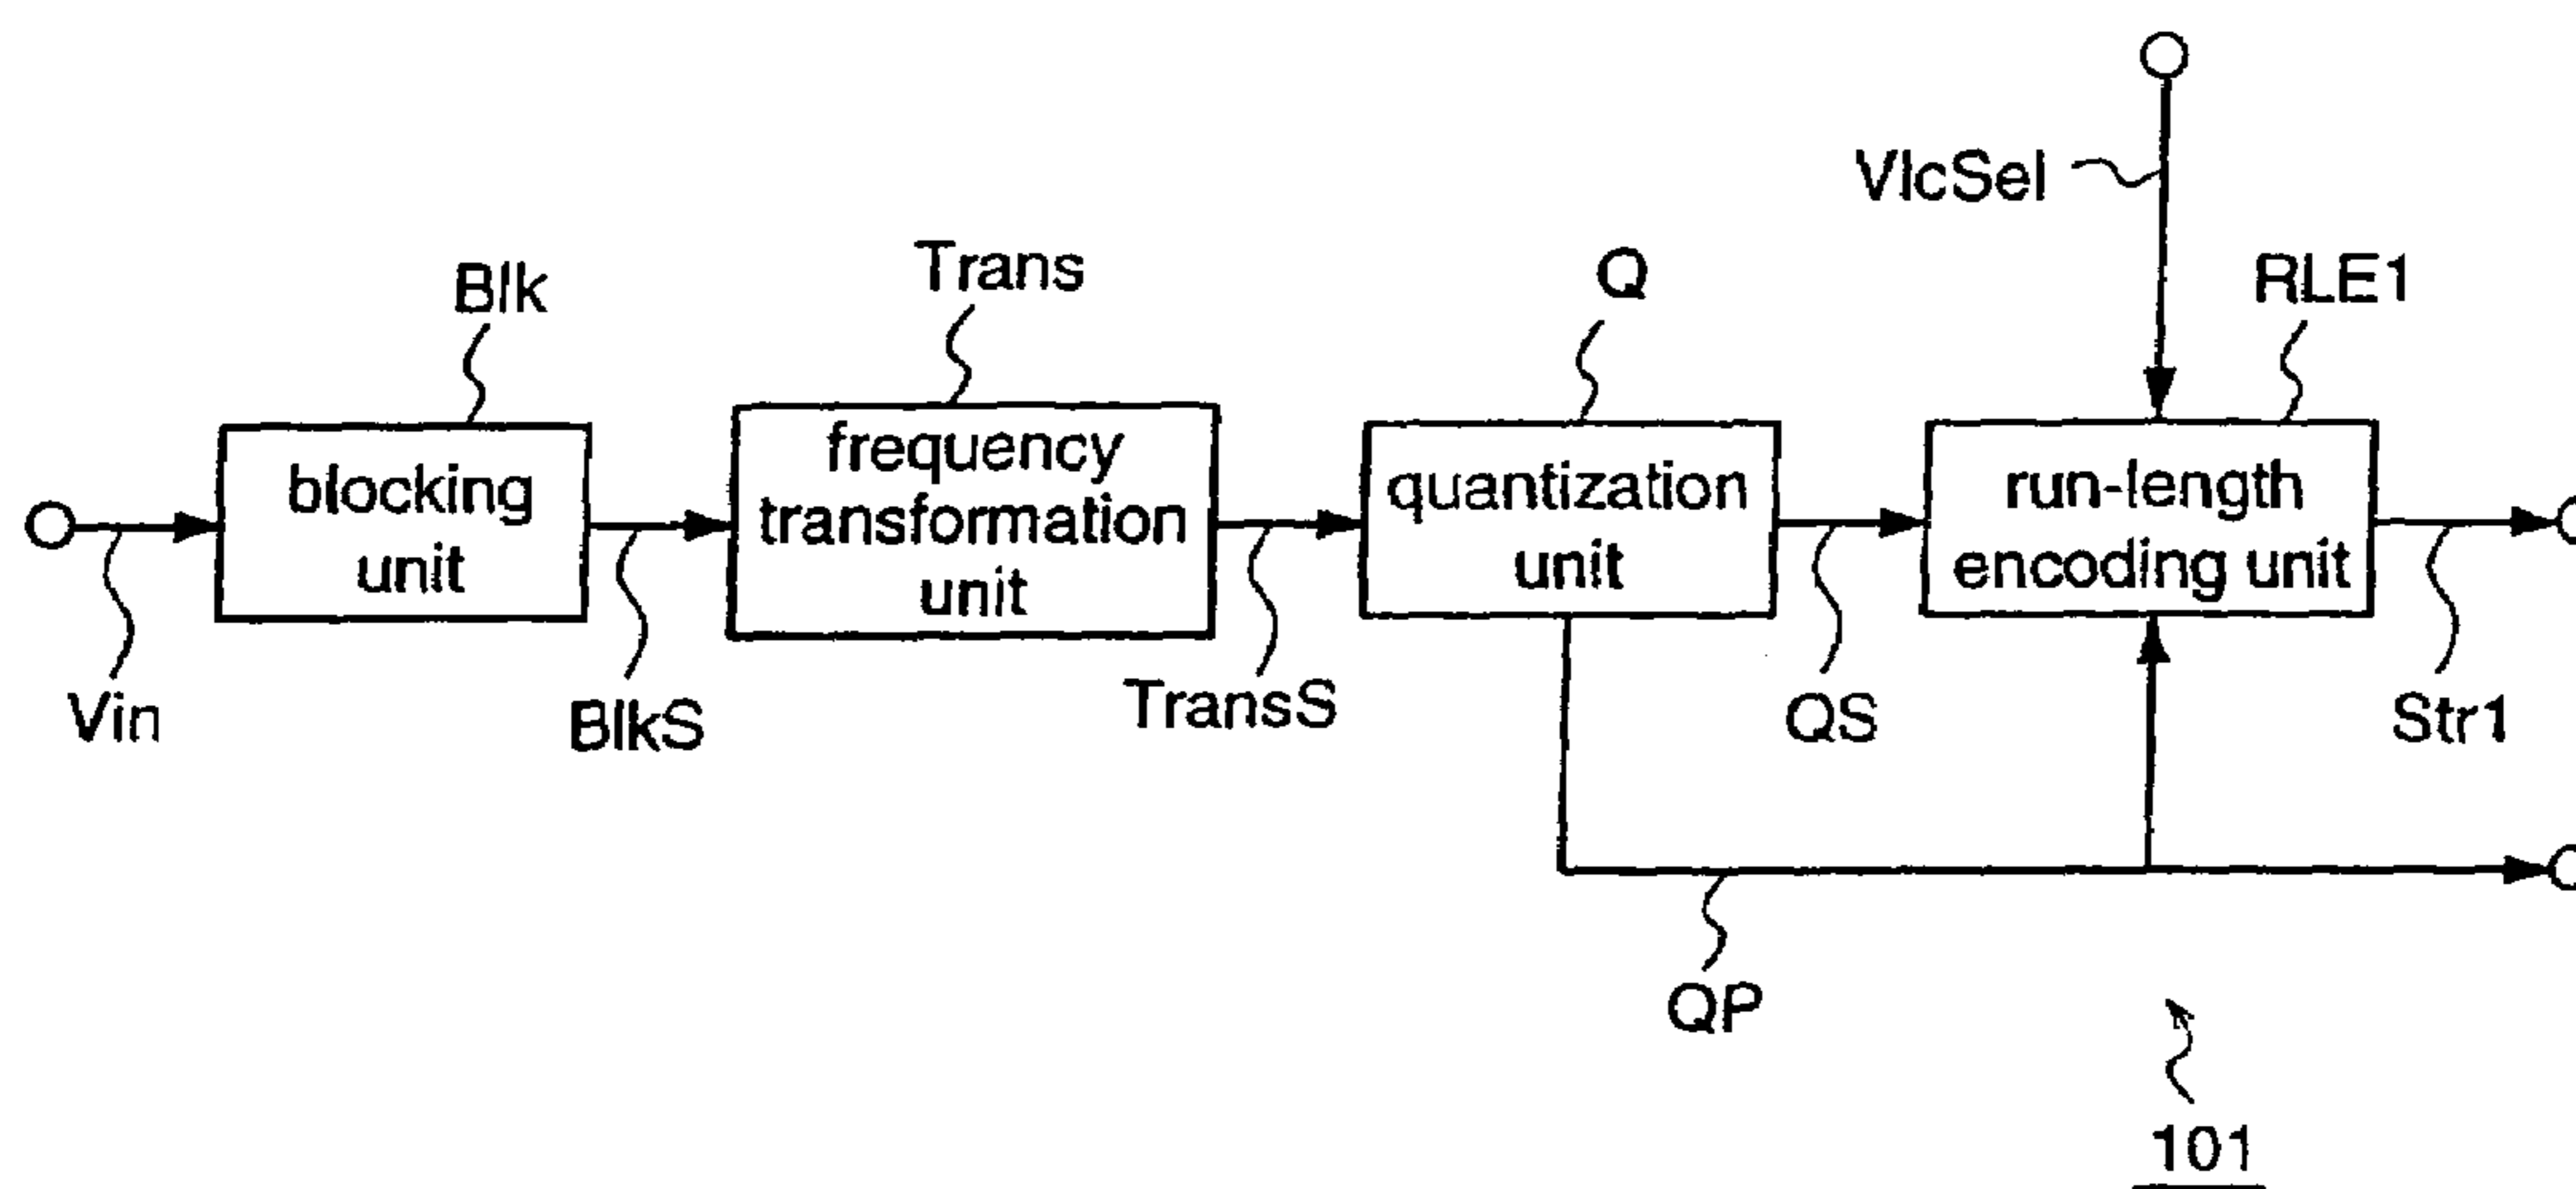 VlcSel
Blk
Trans
Q
RLE1
blocking
unit
frequency
transformation
unit
quantization
unit
run-length
encoding unit
Vin
BlkS
TransS
QS
Str1
QP
101